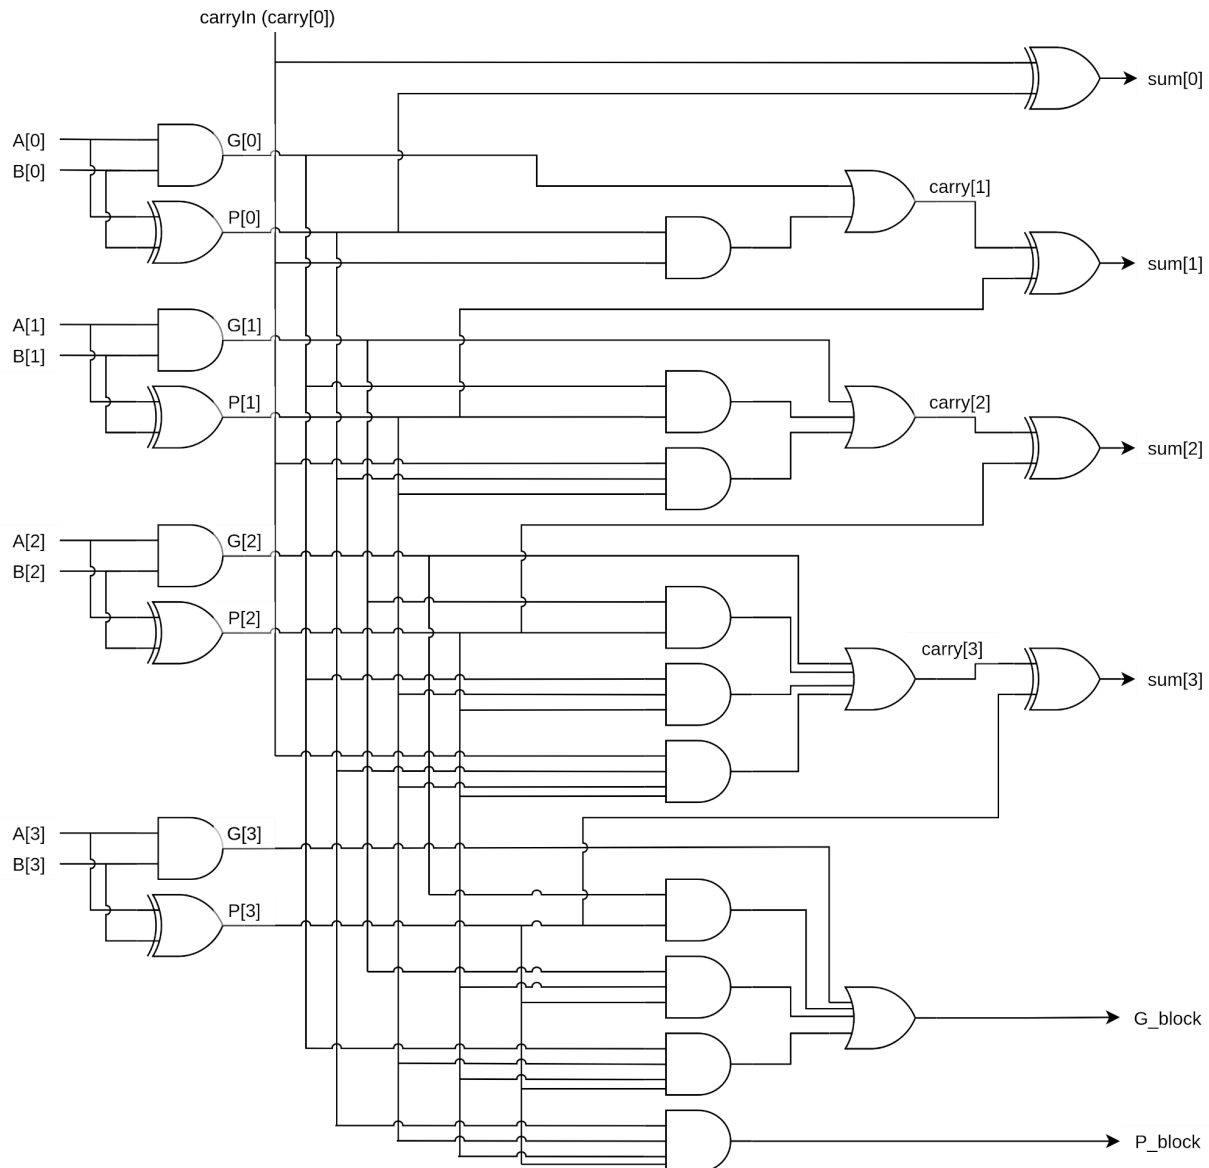 carryIn (carry[0])
sum[0]
A[0]
G[0]
B[0]
carry[1]
P[0]
sum[1]
A[1]
G[1]
B[1]
P[1]
carry[2]
sum[2]
A[2]
G[2]
B[2]
P[2]
carry[3]
sum[3]
A[3]
G[3]
B[3]
P[3]
G_block
P_block